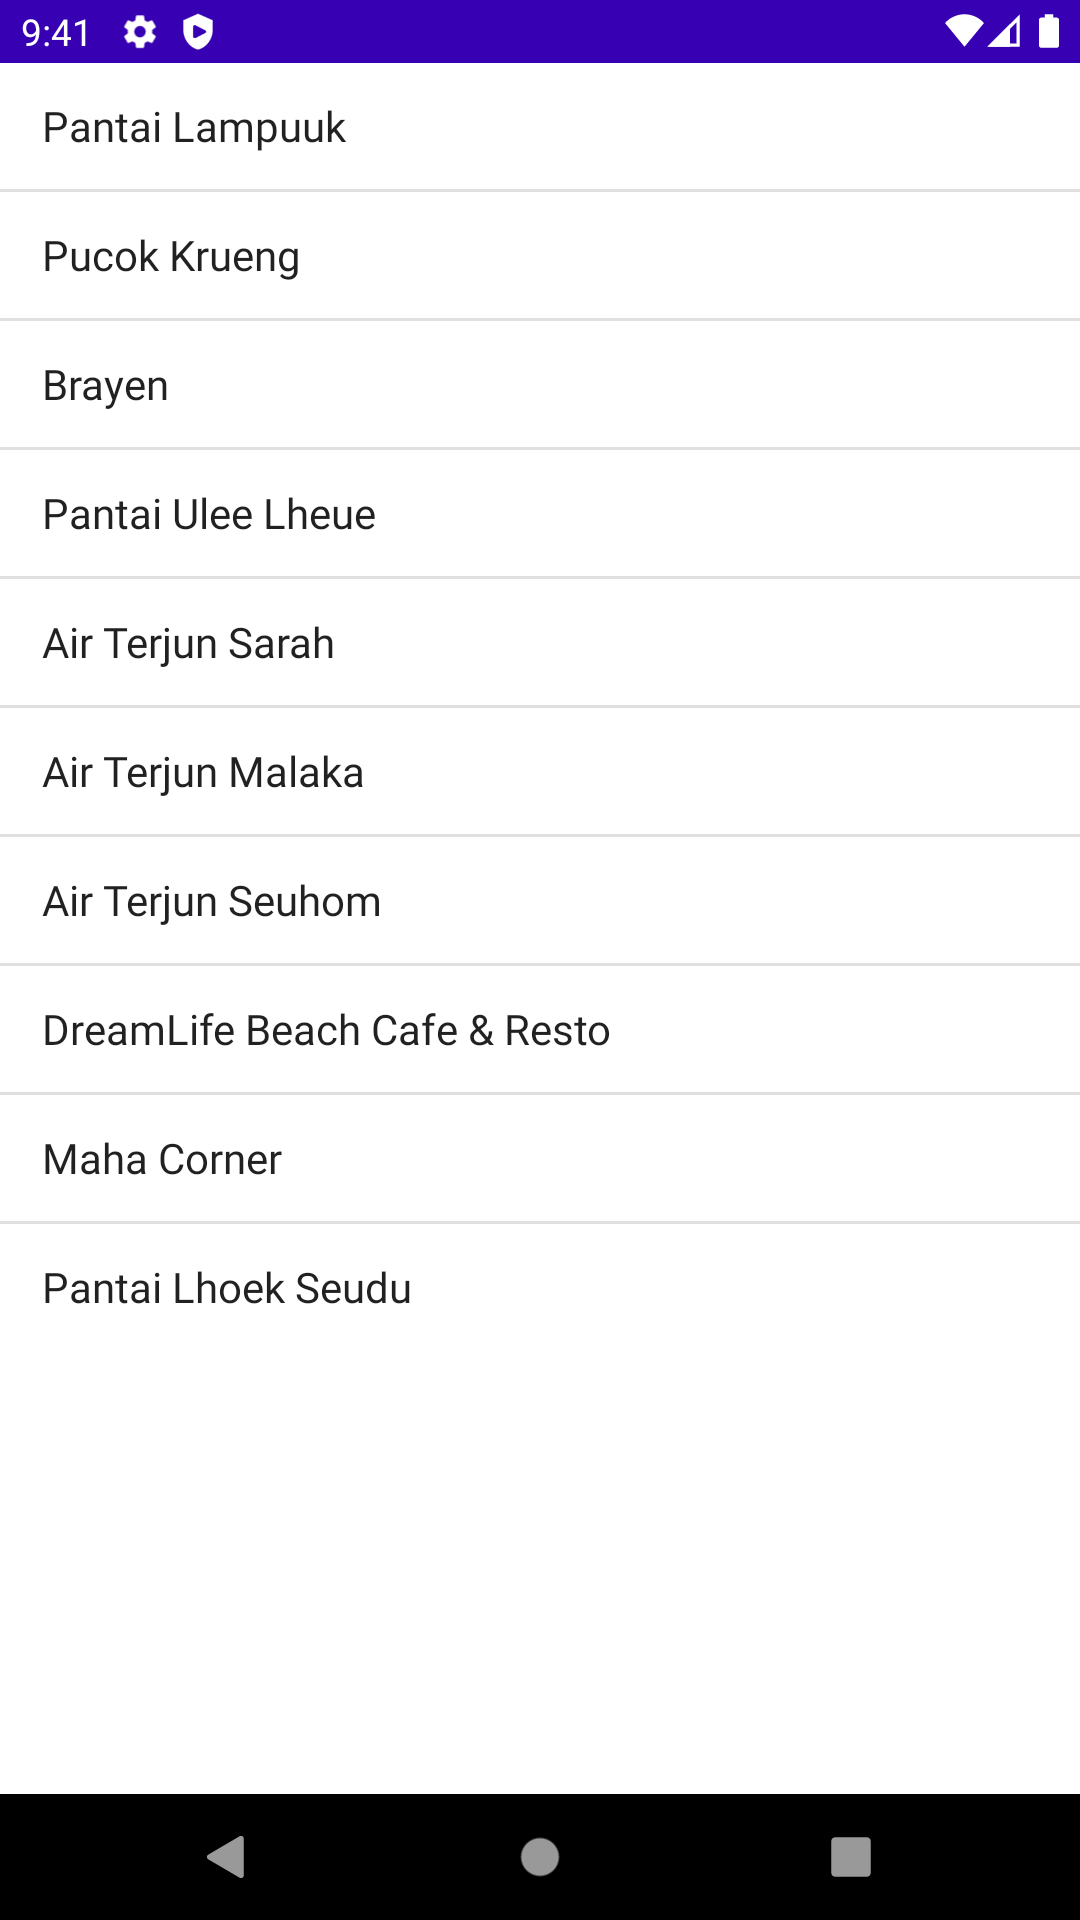 9:41
Pantai Lampuuk
Pucok Krueng
Brayen
Pantai Ulee Lheue
Air Terjun Sarah
Air Terjun Malaka
Air Terjun Seuhom
DreamLife Beach Cafe & Resto
Maha Corner
Pantai Lhoek Seudu